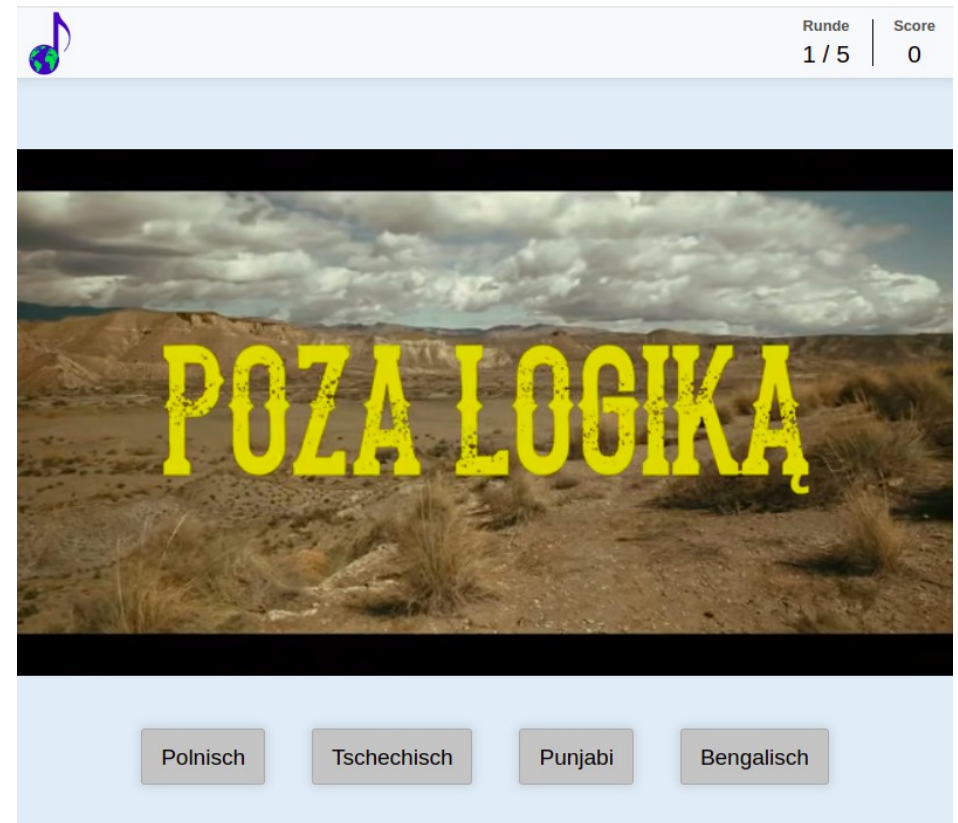 Runde
Score
1 / 5
0
POZA LOGIKĄ
Polnisch
Tschechisch
Punjabi
Bengalisch